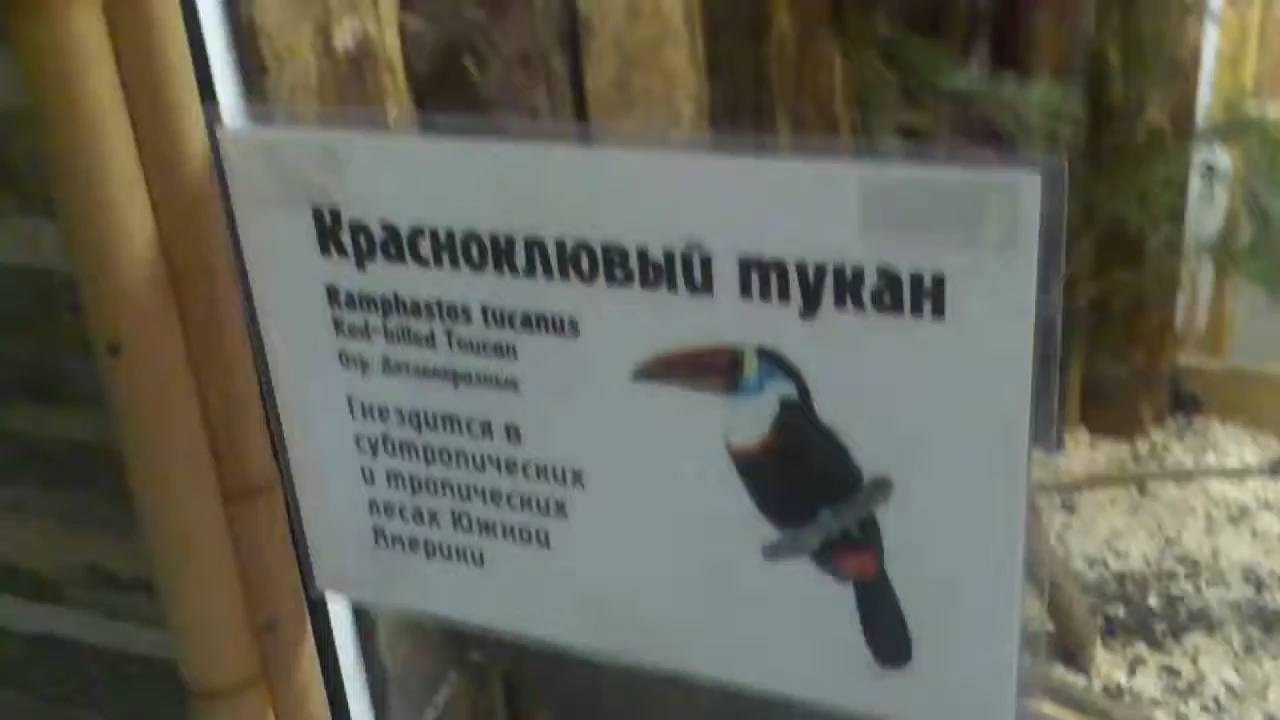 Красноклювый тукан
Ramphastos tucanus
Red-billed Toucan
Отр. Дятлообразные
Гнездится в
субтропических
и тропических
лесах Южной
Америки